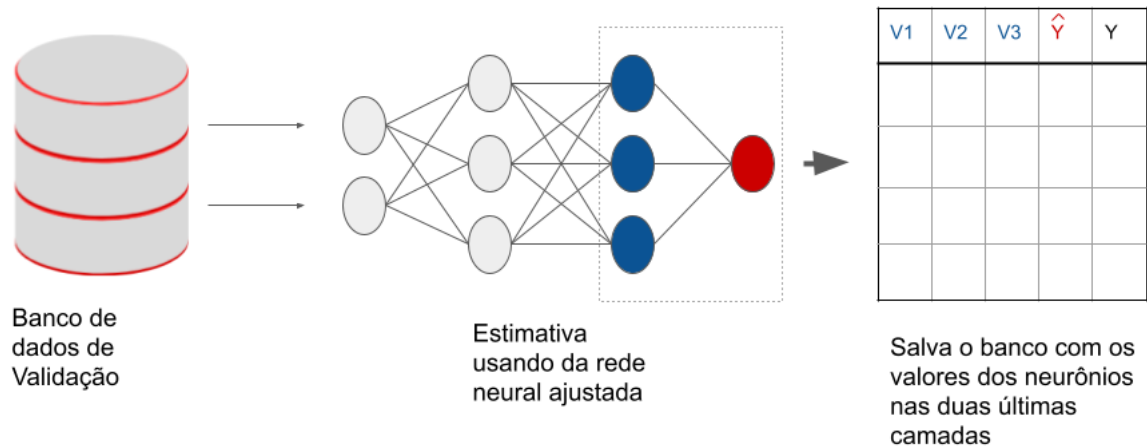 V1 V2 V3 Ŷ Y
Banco de
dados de
Validação
Estimativa
usando da rede
neural ajustada
Salva o banco com os
valores dos neurônios
nas duas últimas
camadas